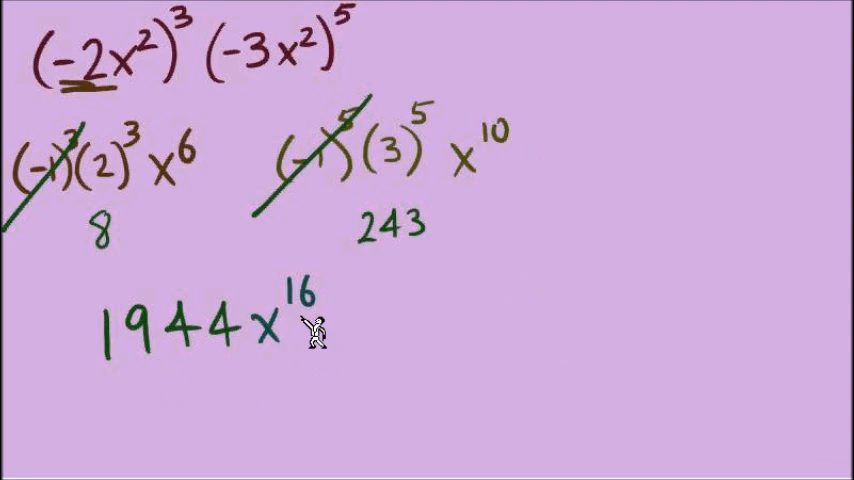 (-2x²)³ (-3x²)⁵
(-1)³(2)³ x⁶ (-1)⁵(3)⁵ x¹⁰
8 243
1944x¹⁶